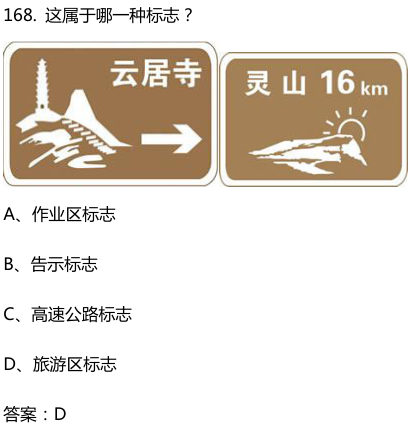 168. 这属于哪一种标志？
云居寺
灵山 16 km
A、作业区标志
B、告示标志
C、高速公路标志
D、旅游区标志
答案：D